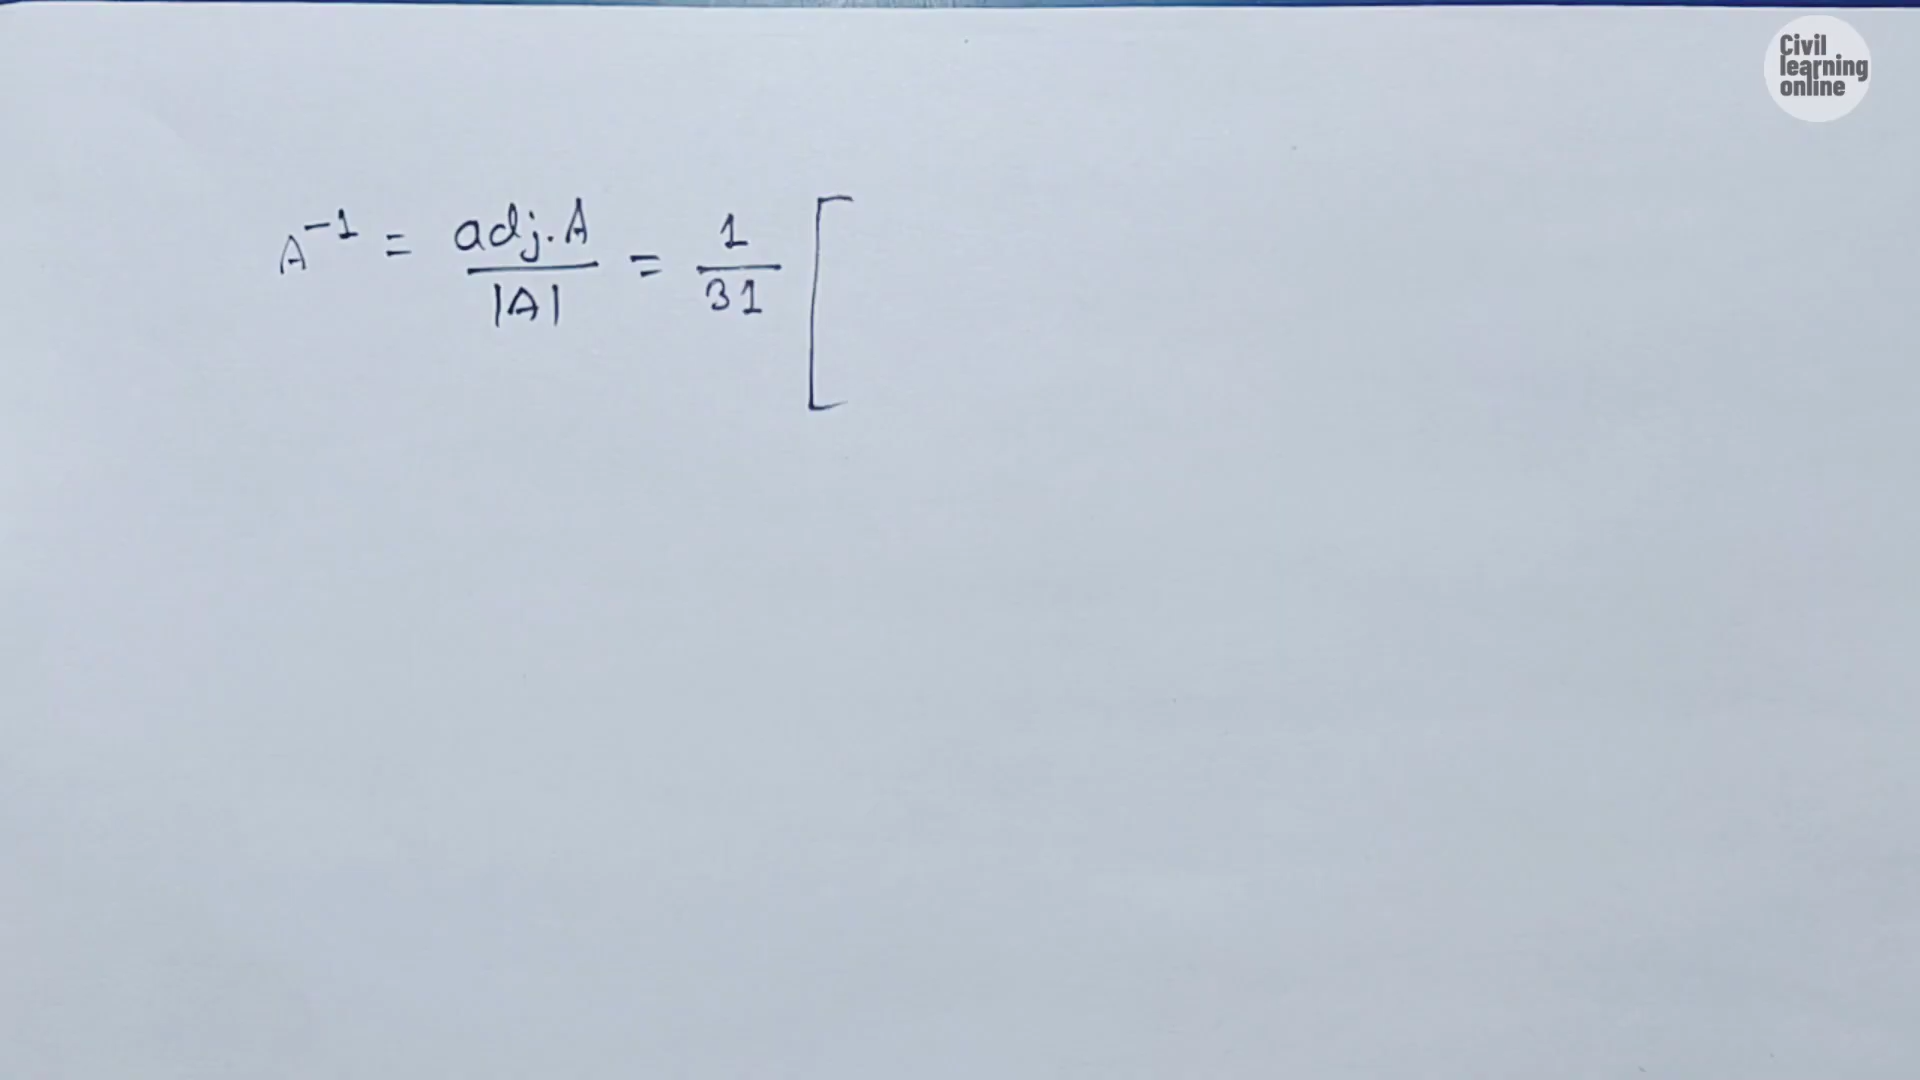 A⁻¹ = adj.A / |A| = 1 / 31 [
Civil
learning
online